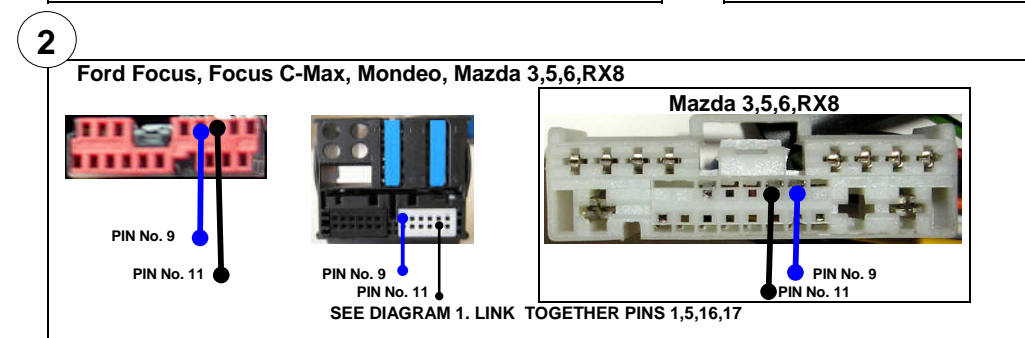 2
Ford Focus, Focus C-Max, Mondeo, Mazda 3,5,6,RX8
Mazda 3,5,6,RX8
PIN No. 9
PIN No. 11
PIN No. 9
PIN No. 11
PIN No. 9
PIN No. 11
SEE DIAGRAM 1. LINK TOGETHER PINS 1,5,16,17